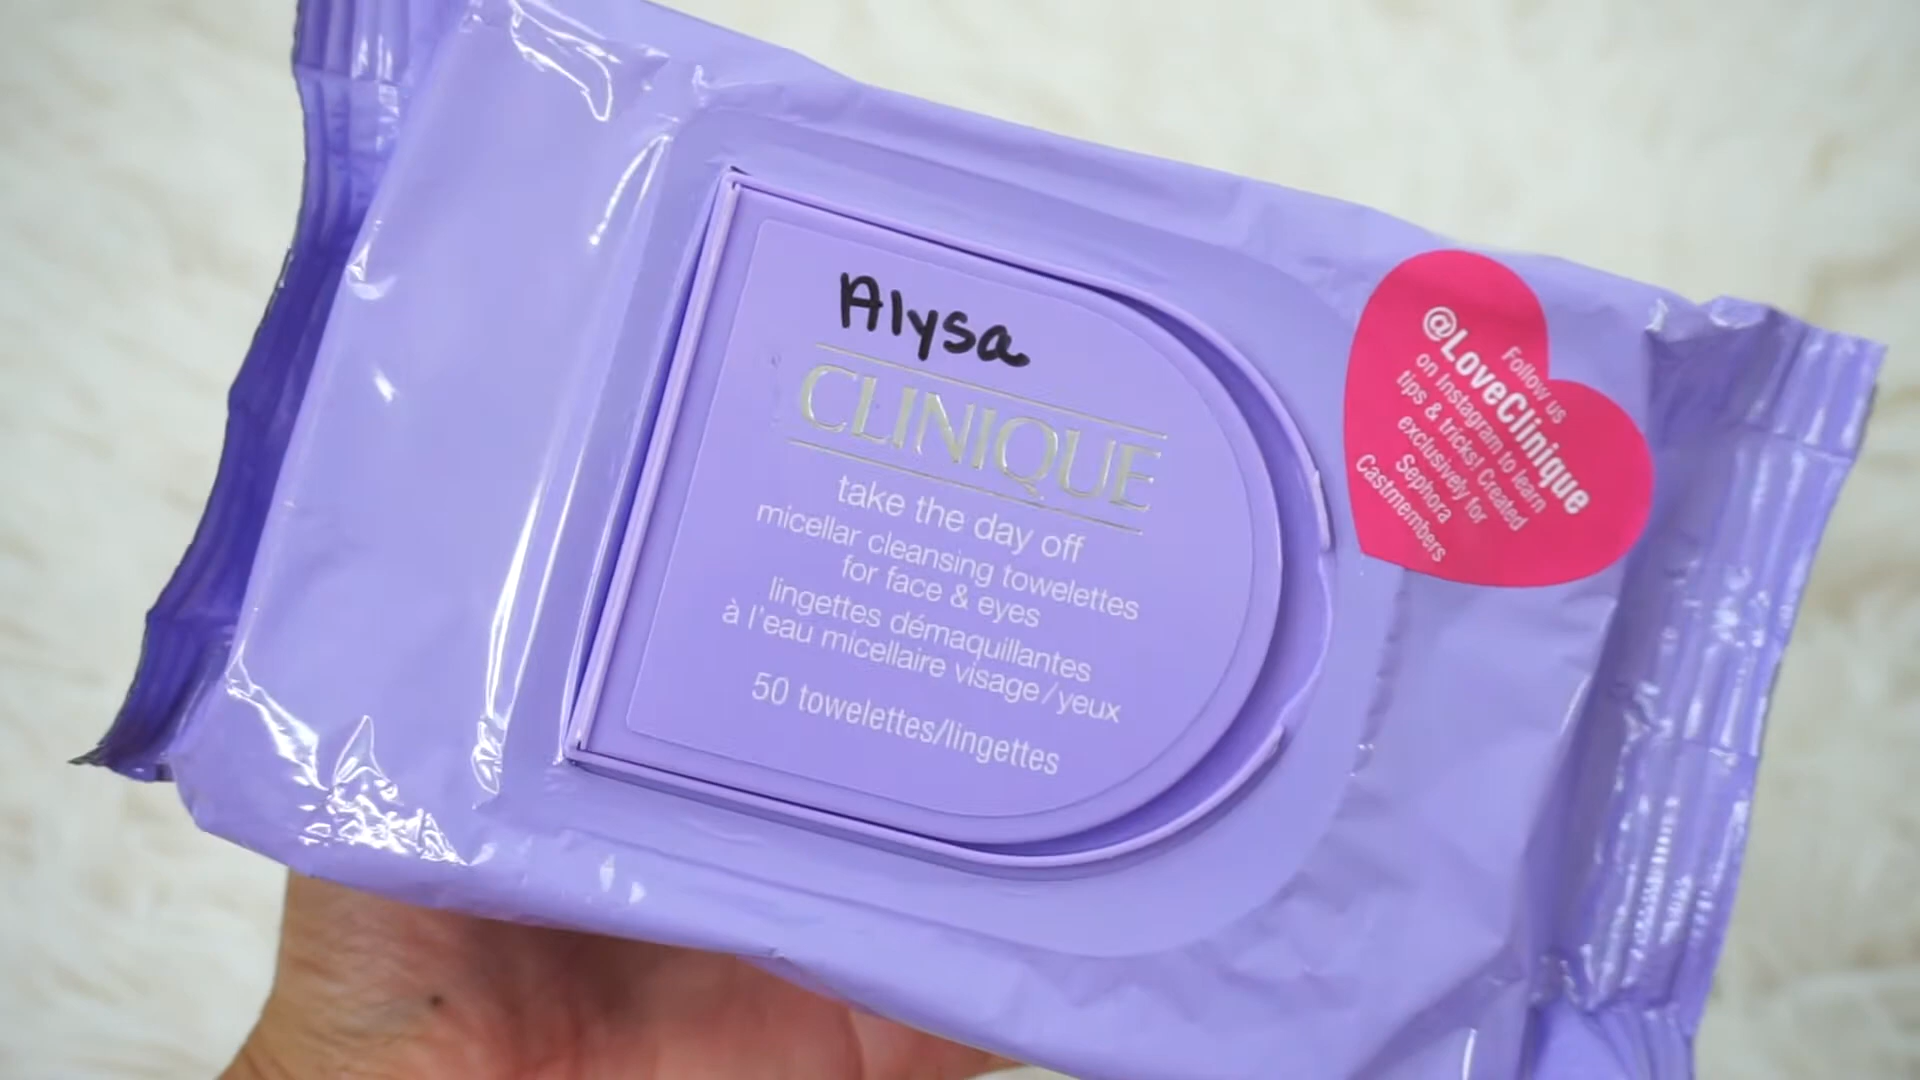 Alysa
CLINIQUE
take the day off
micellar cleansing towelettes
for face & eyes
lingettes démaquillantes
à l'eau micellaire visage/yeux
50 towelettes/lingettes
Follow us
@LoveClinique
on Instagram to learn
tips & tricks! Created
exclusively for
Sephora
Castmembers